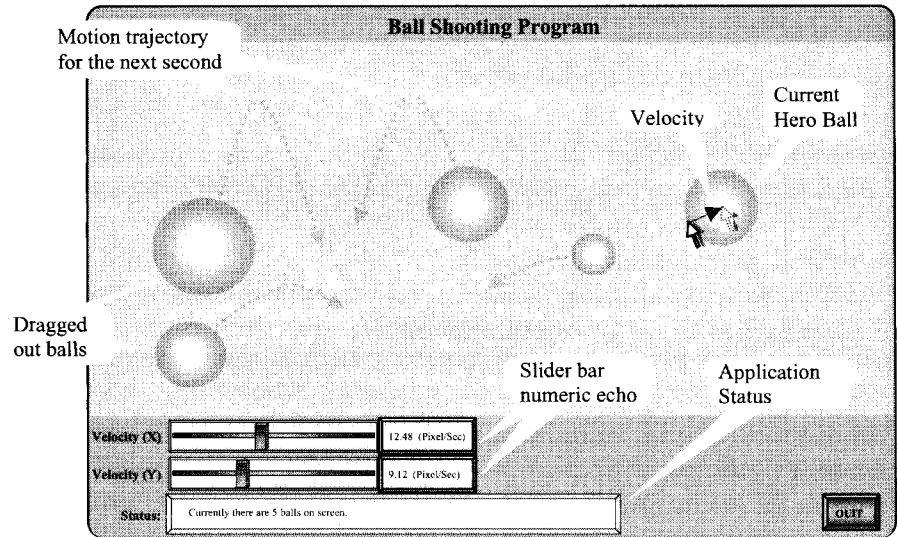 Ball Shooting Program
Motion trajectory
for the next second
Current
Hero Ball
Velocity
Dragged
out balls
Slider bar
numeric echo
Application
Status
Velocity (X)
12.48 (Pixel/Sec)
Velocity (Y)
9.12 (Pixel/Sec)
Status:
Currently there are 5 balls on screen.
QUIT